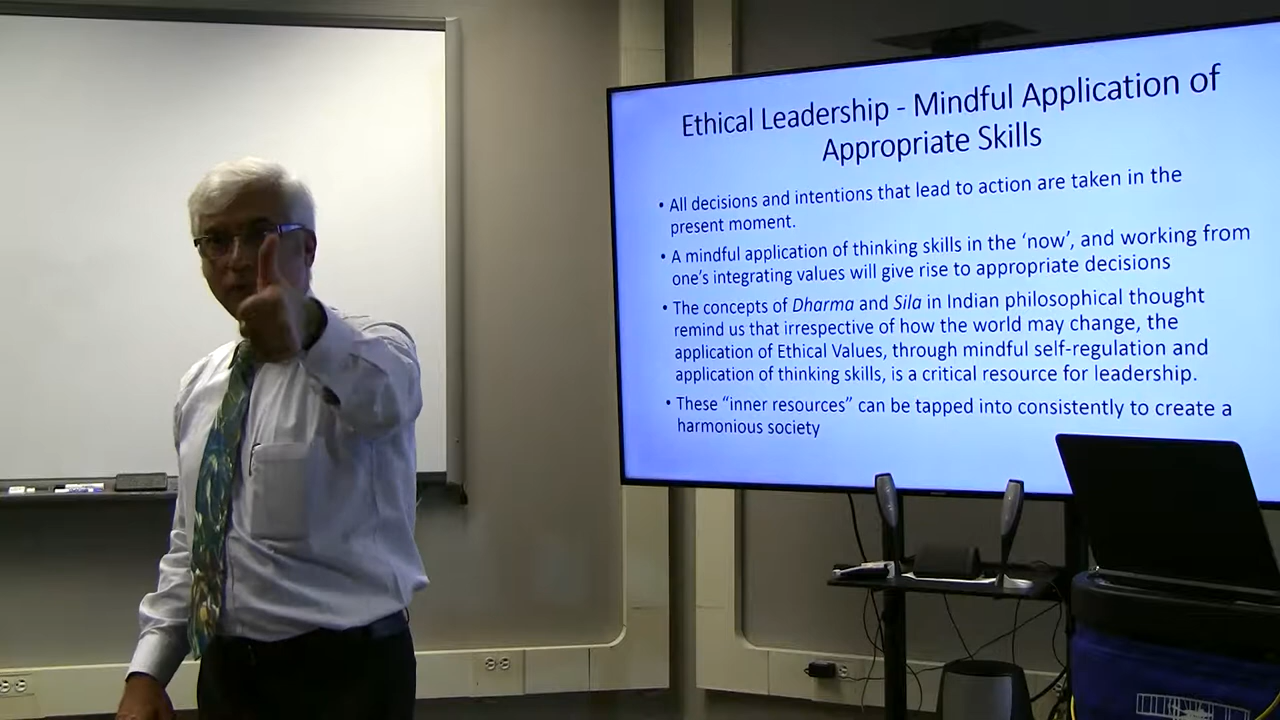 Ethical Leadership - Mindful Application of
Appropriate Skills
• All decisions and intentions that lead to action are taken in the
present moment.
• A mindful application of thinking skills in the ‘now’, and working from
one’s integrating values will give rise to appropriate decisions
• The concepts of Dharma and Sila in Indian philosophical thought
remind us that irrespective of how the world may change, the
application of Ethical Values, through mindful self-regulation and
application of thinking skills, is a critical resource for leadership.
• These “inner resources” can be tapped into consistently to create a
harmonious society